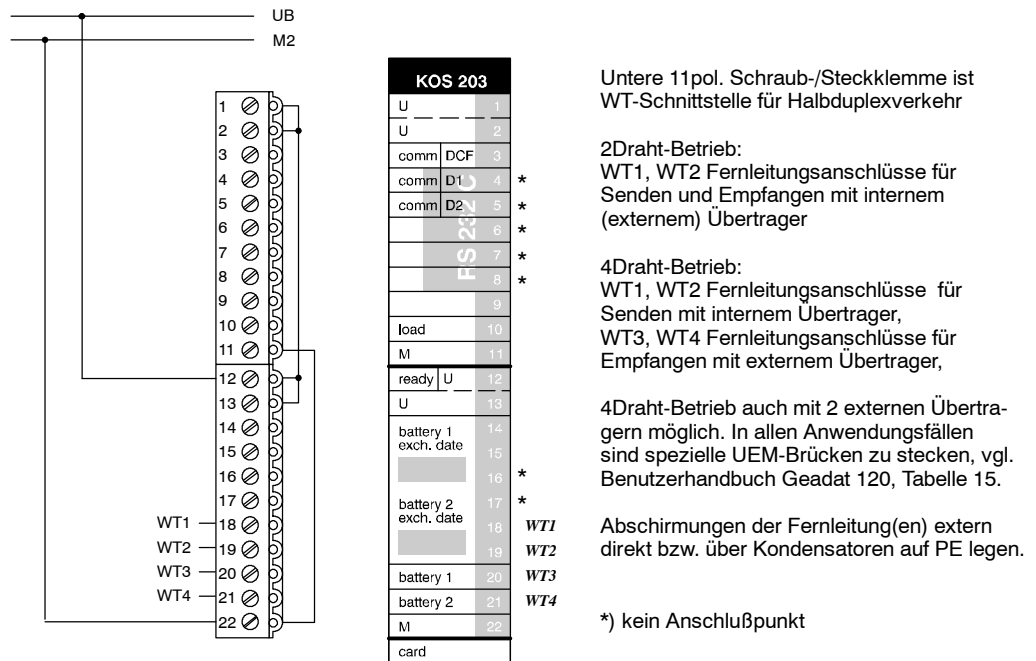 UB
M2
1
2
3
4
5
6
7
8
9
10
11
12
13
14
15
16
17
WT1 18
WT2 19
WT3 20
WT4 21
22
KOS 203
U 1
U 2
comm DCF 3
comm D1 4 *
comm D2 5 *
6 *
7 *
8 *
RS 232 C
9
load 10
M 11
ready U 12
U 13
battery 1 14
exch. date
15
16 *
battery 2 17 *
exch. date
18 WT1
19 WT2
battery 1 20 WT3
battery 2 21 WT4
M 22
card
Untere 11pol. Schraub-/Steckklemme ist
WT-Schnittstelle für Halbduplexverkehr
2Draht-Betrieb:
WT1, WT2 Fernleitungsanschlüsse für
Senden und Empfangen mit internem
(externem) Übertrager
4Draht-Betrieb:
WT1, WT2 Fernleitungsanschlüsse für
Senden mit internem Übertrager,
WT3, WT4 Fernleitungsanschlüsse für
Empfangen mit externem Übertrager,
4Draht-Betrieb auch mit 2 externen Übertra-
gern möglich. In allen Anwendungsfällen
sind spezielle UEM-Brücken zu stecken, vgl.
Benutzerhandbuch Geadat 120, Tabelle 15.
Abschirmungen der Fernleitung(en) extern
direkt bzw. über Kondensatoren auf PE legen.
*) kein Anschlußpunkt